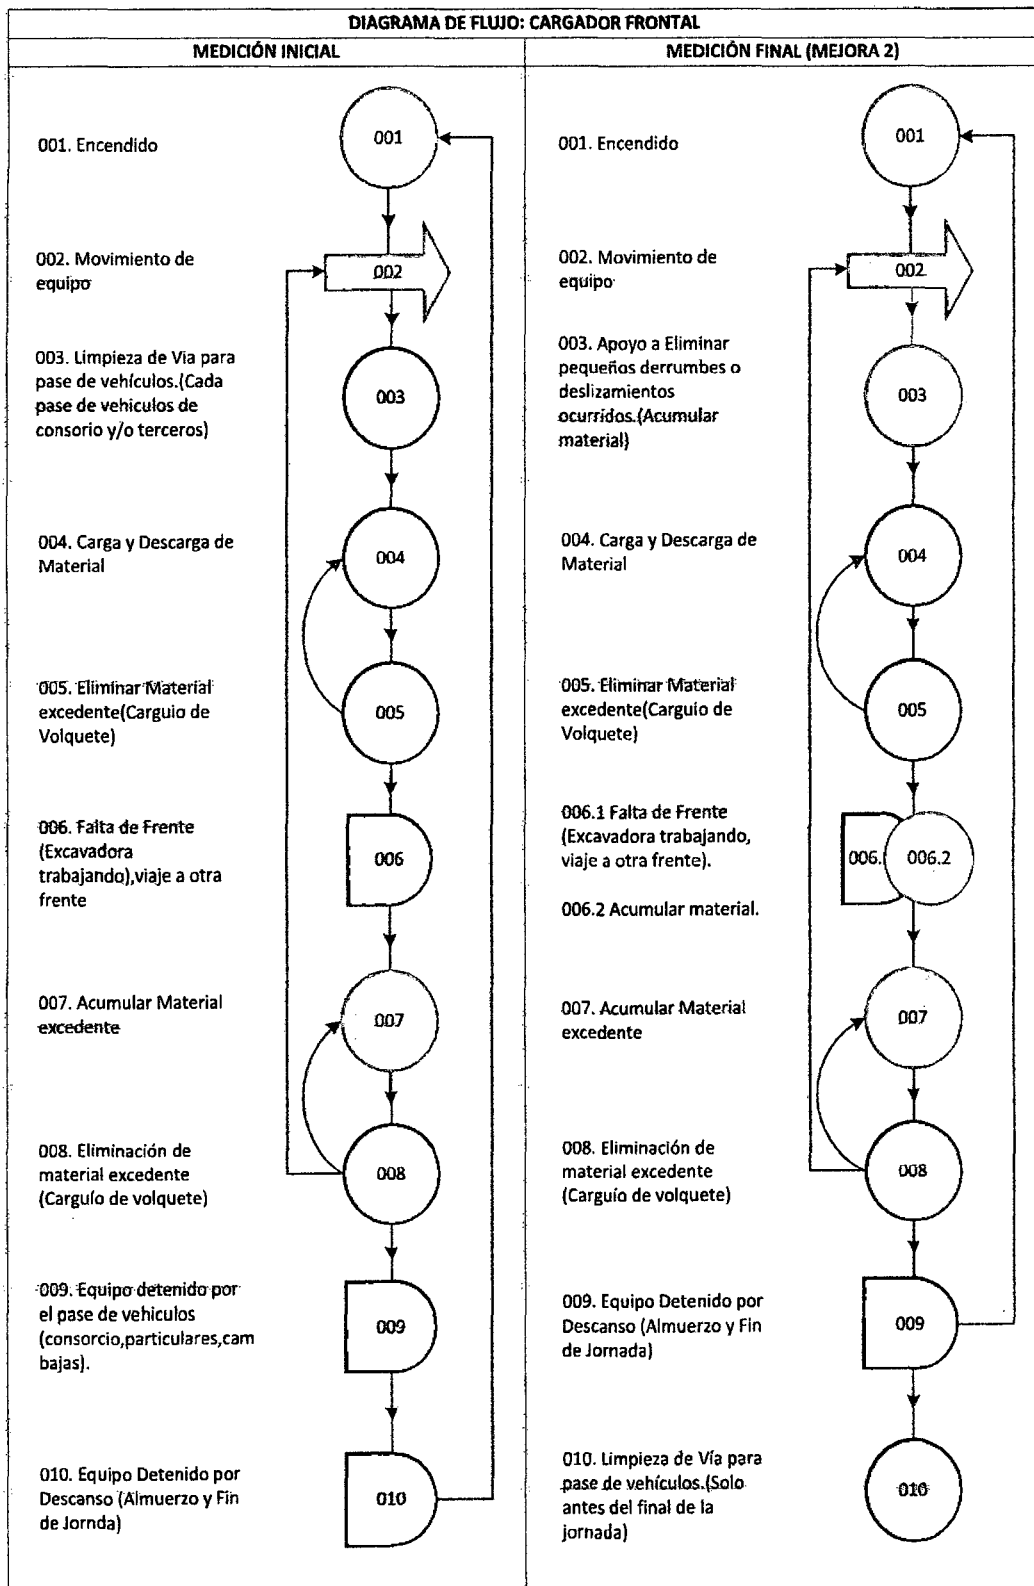 DIAGRAMA DE FLUJO: CARGADOR FRONTAL
MEDICIÓN INICIAL
001. Encendido
001
002. Movimiento de
equipo
002
003. Limpieza de Via para
pase de vehículos.(Cada
pase de vehiculos de
consorio y/o terceros)
003
004. Carga y Descarga de
Material
004
005. Eliminar Material
excedente(Carguio de
Volquete)
005
006. Falta de Frente
(Excavadora
trabajando),viaje a otra
frente
006
007. Acumular Material
excedente
007
008. Eliminación de
material excedente
(Carguío de volquete)
008
009. Equipo detenido por
el pase de vehiculos
(consorcio,particulares,cam
bajas).
009
010. Equipo Detenido por
Descanso (Almuerzo y Fin
de Jornda)
010
MEDICIÓN FINAL (MEJORA 2)
001. Encendido
001
002. Movimiento de
equipo
002
003. Apoyo a Eliminar
pequeños derrumbes o
deslizamientos
ocurridos.(Acumular
material)
003
004. Carga y Descarga de
Material
004
005. Eliminar Material
excedente(Carguío de
Volquete)
005
006.1 Falta de Frente
(Excavadora trabajando,
viaje a otra frente).
006.2 Acumular material.
006.
006.2
007. Acumular Material
excedente
007
008. Eliminación de
material excedente
(Carguío de volquete)
008
009. Equipo Detenido por
Descanso (Almuerzo y Fin
de Jornada)
009
010. Limpieza de Vía para
pase de vehículos.(Solo
antes del final de la
jornada)
010